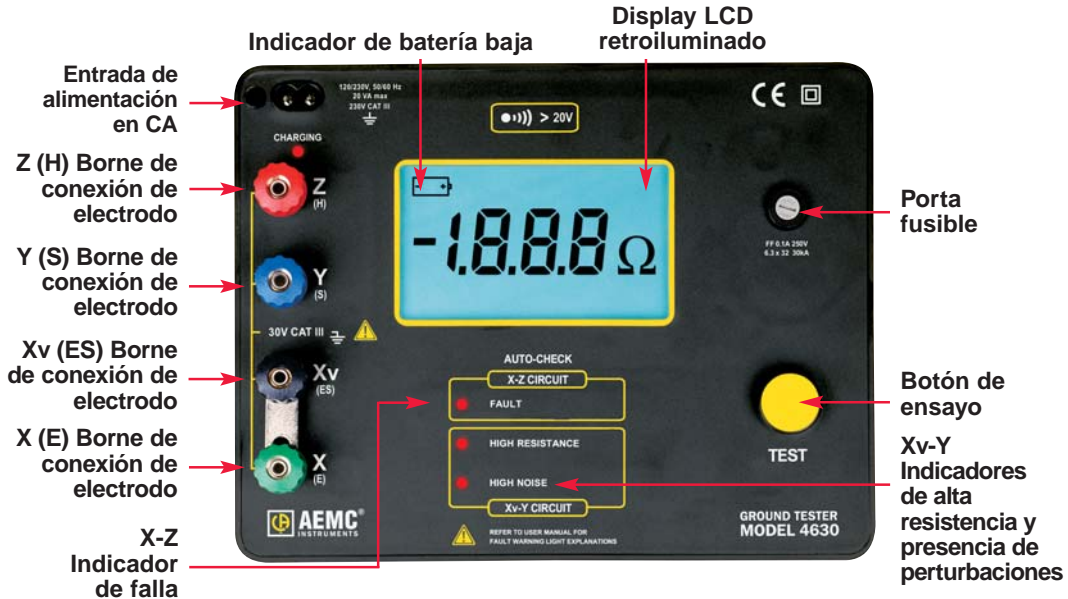 Indicador de batería baja
Display LCD
retroiluminado
Entrada de
alimentación
en CA
Z (H) Borne de
conexión de
electrodo
Y (S) Borne de
conexión de
electrodo
Xv (ES) Borne
de conexión de
electrodo
X (E) Borne de
conexión de
electrodo
X-Z
Indicador
de falla
120/230V, 50/60 Hz
20 VA max
230V CAT III
CHARGING
> 20V
CE
Z
(H)
Y
(S)
30V CAT III
Xv
(ES)
X
(E)
-1.8.8.8 Ω
FF 0.1A 250V
6.3 x 32 30kA
AUTO-CHECK
X-Z CIRCUIT
FAULT
HIGH RESISTANCE
HIGH NOISE
Xv-Y CIRCUIT
REFER TO USER MANUAL FOR
FAULT WARNING LIGHT EXPLANATIONS
TEST
AEMC®
INSTRUMENTS
GROUND TESTER
MODEL 4630
Porta
fusible
Botón de
ensayo
Xv-Y
Indicadores
de alta
resistencia y
presencia de
perturbaciones